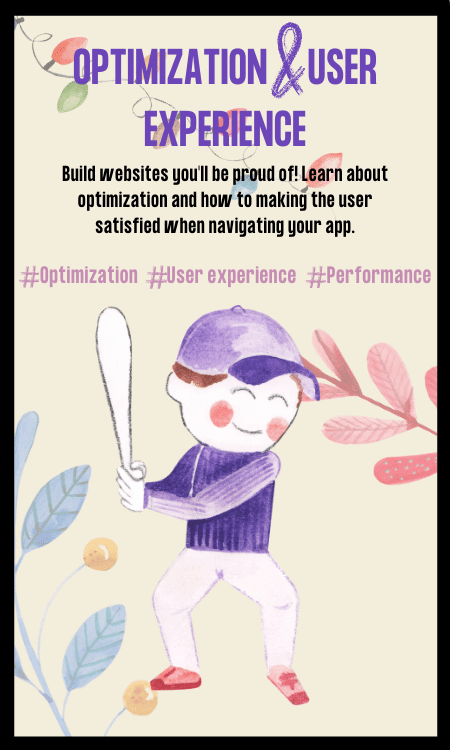 OPTIMIZATION & USER
EXPERIENCE
Build websites you'll be proud of! Learn about
optimization and how to making the user
satisfied when navigating your app.
#Optimization #User experience #Performance